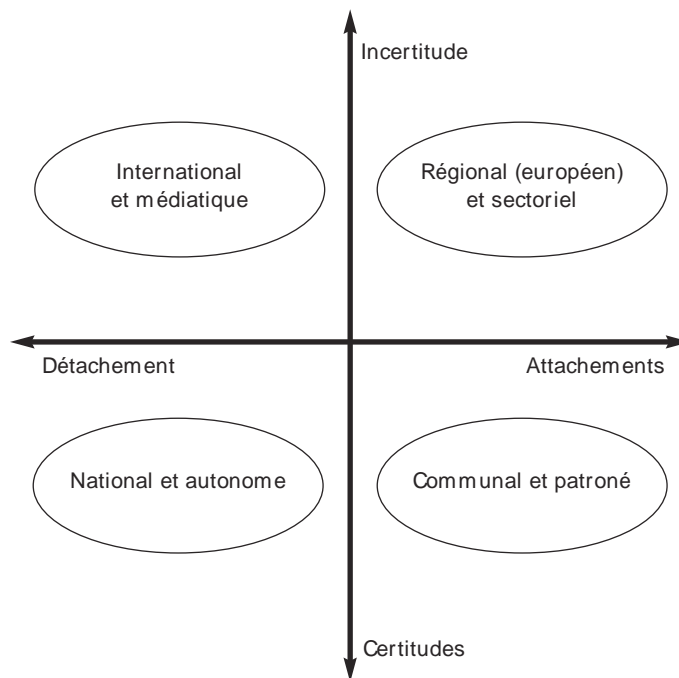 Incertitude
International
et médiatique
Régional (européen)
et sectoriel
Détachement
Attachements
National et autonome
Communal et patroné
Certitudes